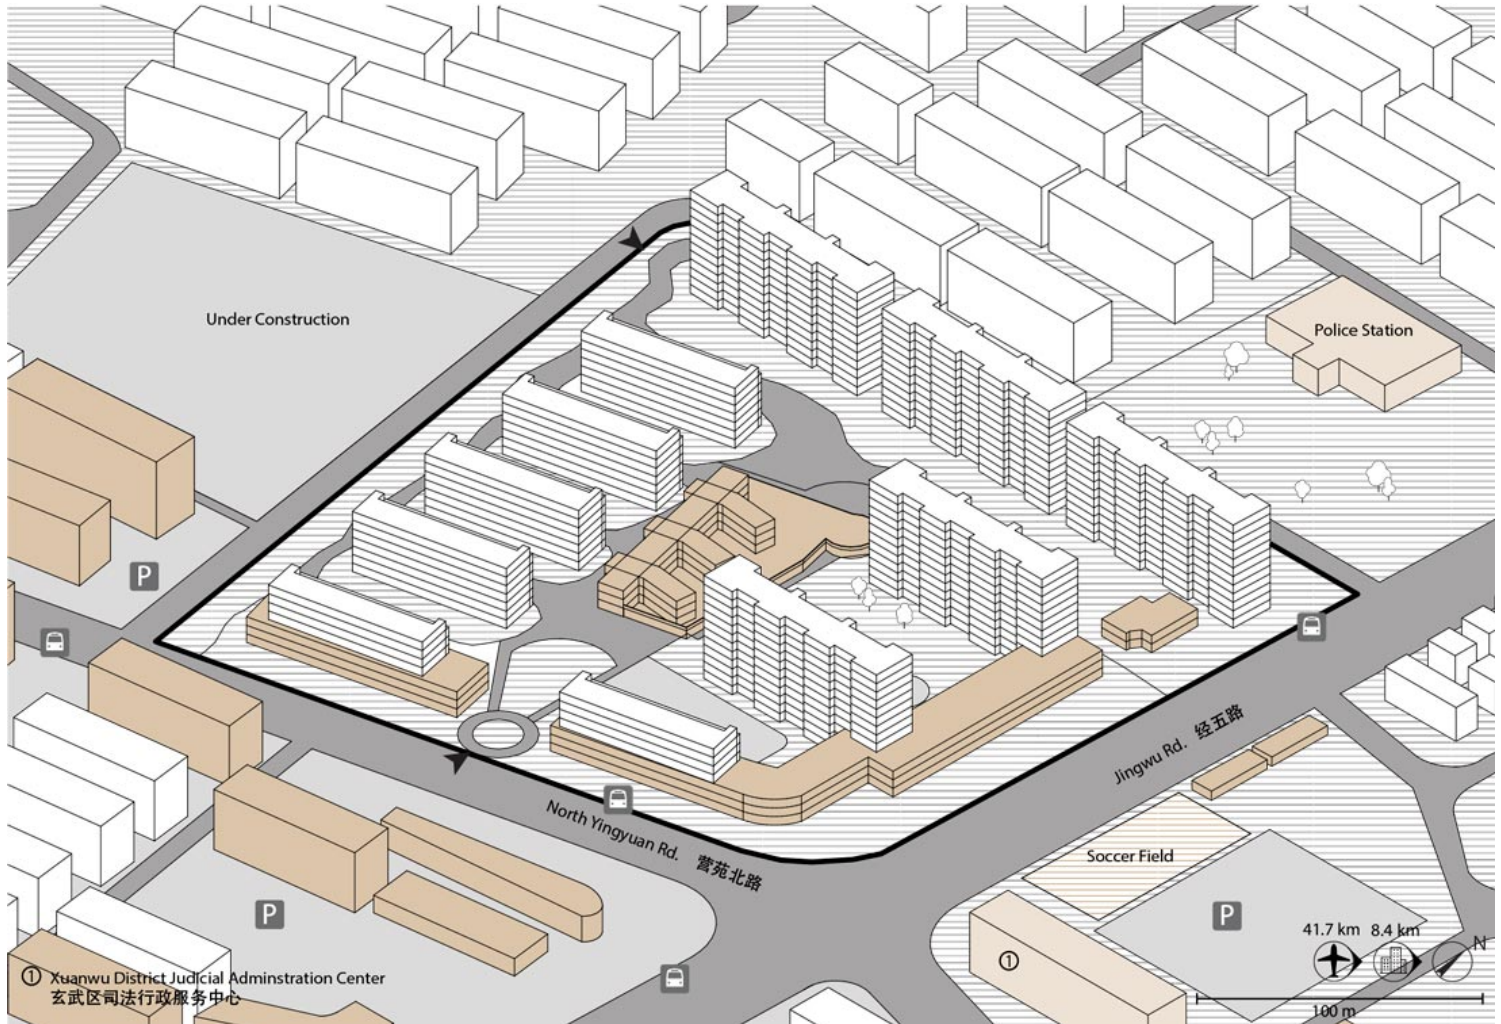 Under Construction
Police Station
P
Jingwu Rd. 经五路
North Yingyuan Rd. 营苑北路
Soccer Field
P
P
41.7 km 8.4 km
N
①
① Xuanwu District Judicial Adminstration Center
玄武区司法行政服务中心
100 m